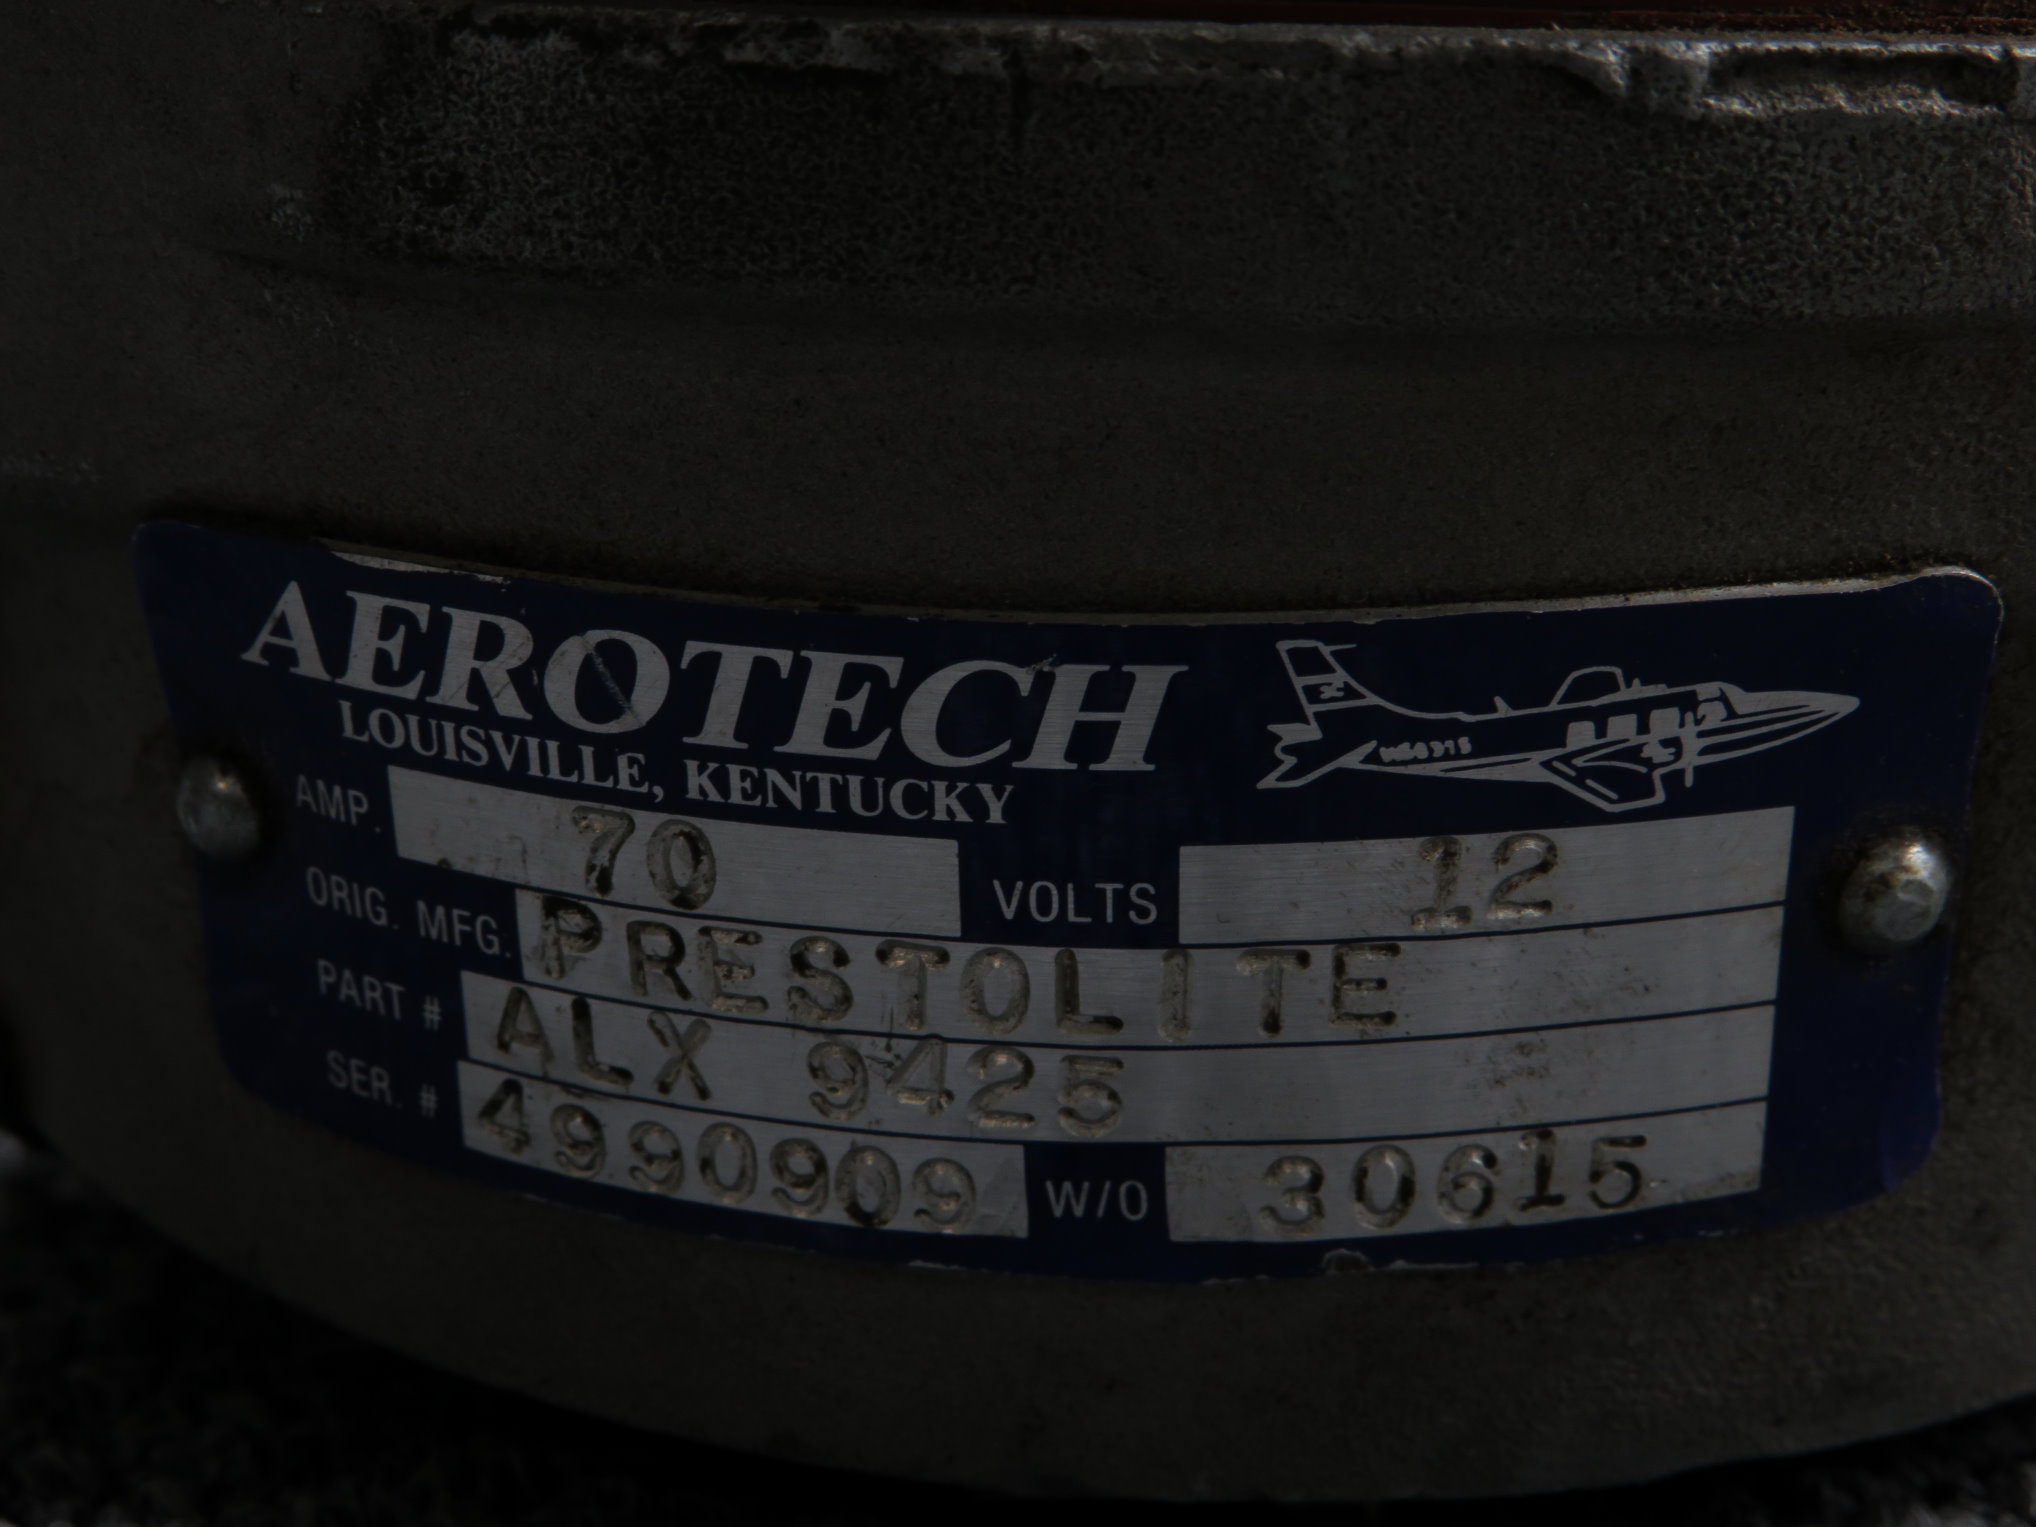 AEROTECH
LOUISVILLE, KENTUCKY
AMP. 70 VOLTS 12
ORIG. MFG. PRESTOLITE
PART # ALX 9425
SER. # 4990909 W/O 30615